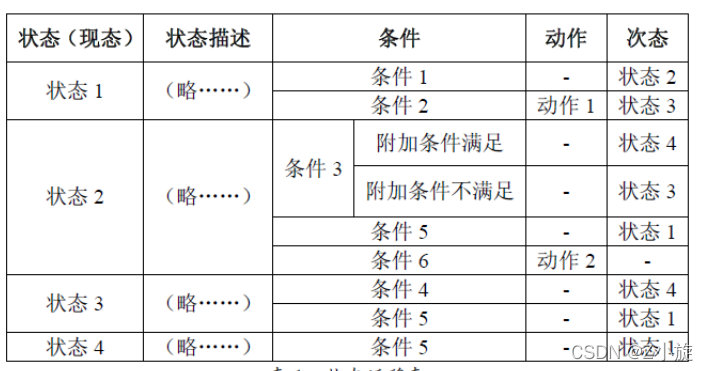 状态（现态） 状态描述 条件 动作 次态
状态 1 （略……） 条件 1 - 状态 2
条件 2 动作 1 状态 3
状态 2 （略……） 条件 3 附加条件满足 - 状态 4
附加条件不满足 - 状态 3
条件 5 - 状态 1
条件 6 动作 2 -
状态 3 （略……） 条件 4 - 状态 4
条件 5 - 状态 1
状态 4 （略……） 条件 5 - 状态 1
CSDN @Z小旋